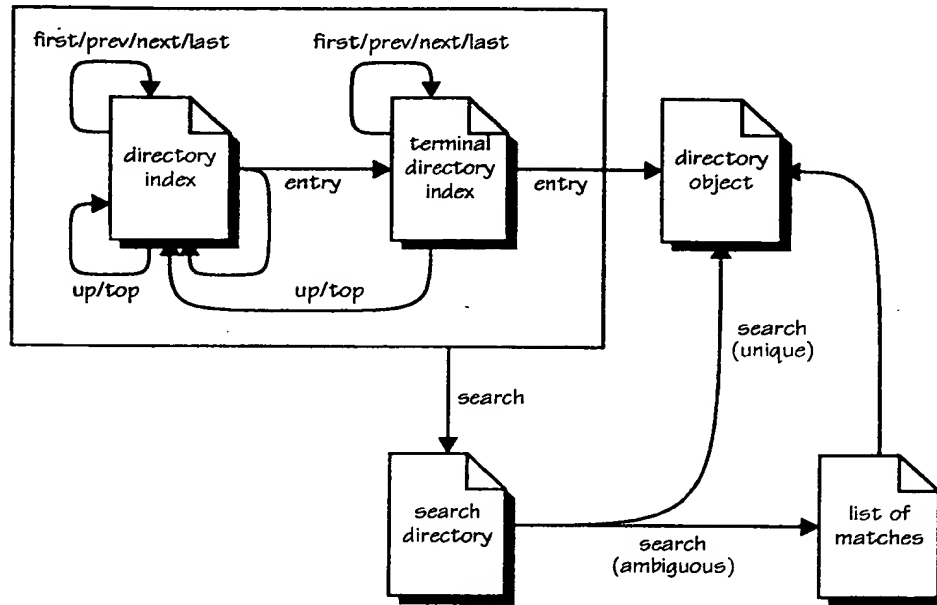 first/prev/next/last
first/prev/next/last
directory
index
entry
terminal
directory
index
entry
directory
object
up/top
up/top
search
(unique)
search
search
directory
search
(ambiguous)
list of
matches